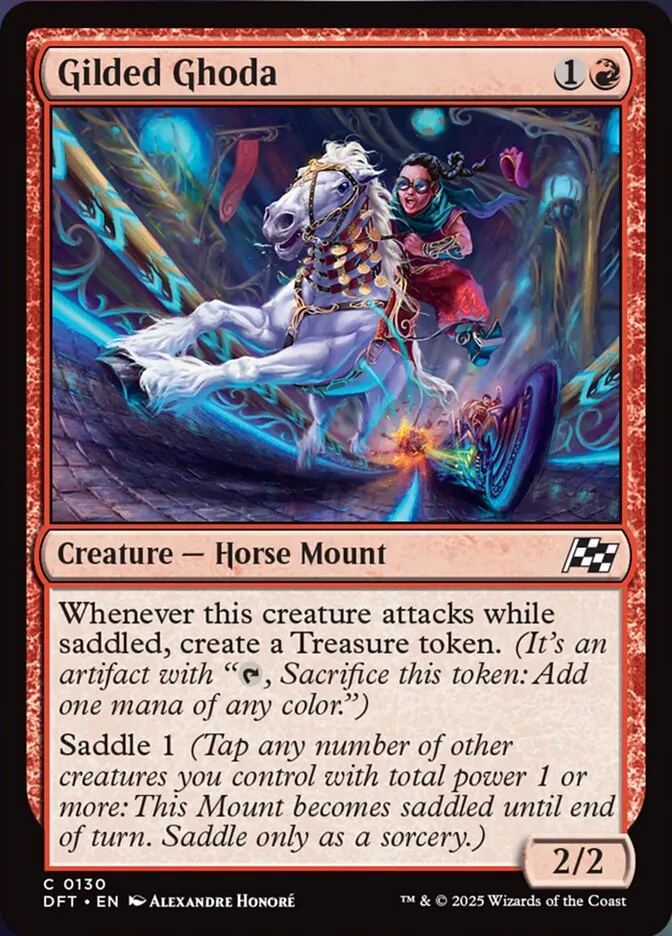 Gilded Ghoda
1
Creature — Horse Mount
Whenever this creature attacks while
saddled, create a Treasure token. (It's an
artifact with “, Sacrifice this token: Add
one mana of any color.”)
Saddle 1 (Tap any number of other
creatures you control with total power 1 or
more: This Mount becomes saddled until end
of turn. Saddle only as a sorcery.)
2/2
C 0130
DFT • EN Alexandre Honoré
™ & © 2025 Wizards of the Coast